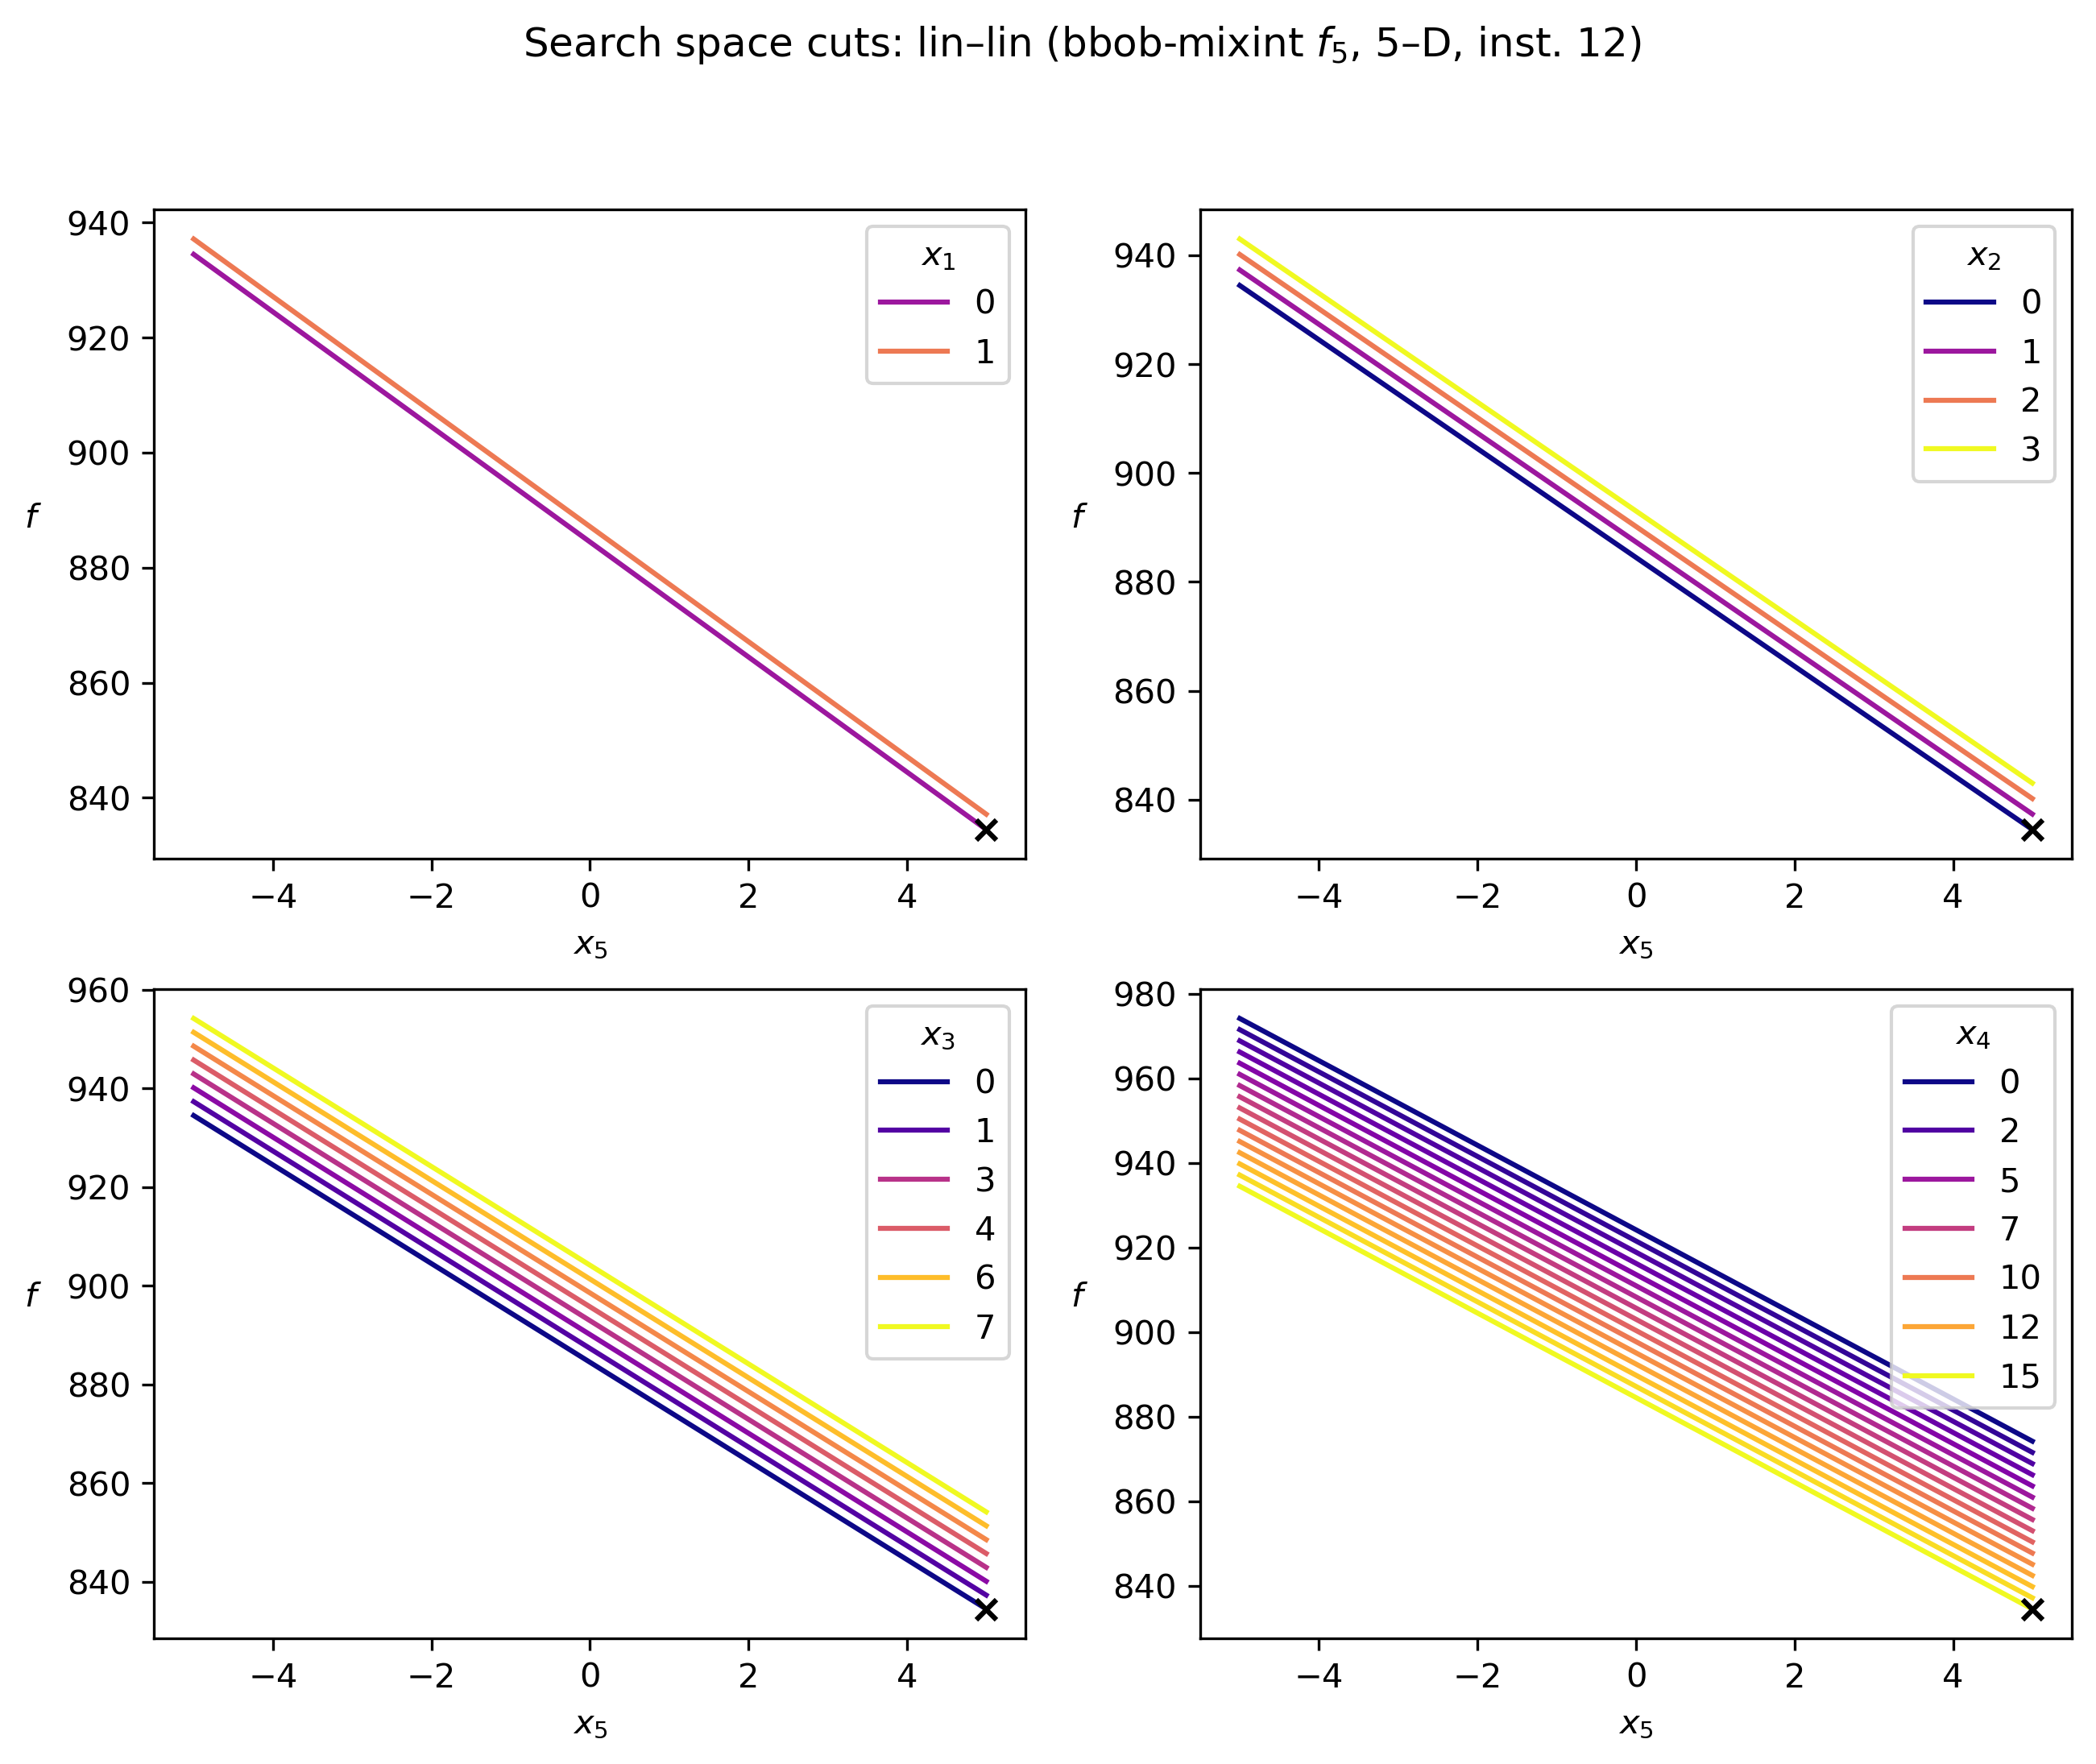 Search space cuts: lin–lin (bbob-mixint f5, 5–D, inst. 12)
940
920
900
880
860
840
f
−4 −2 0 2 4
x5
x1
0
1
940
920
900
880
860
840
f
−4 −2 0 2 4
x5
x2
0
1
2
3
960
940
920
900
880
860
840
f
−4 −2 0 2 4
x5
x3
0
1
3
4
6
7
980
960
940
920
900
880
860
840
f
−4 −2 0 2 4
x5
x4
0
2
5
7
10
12
15